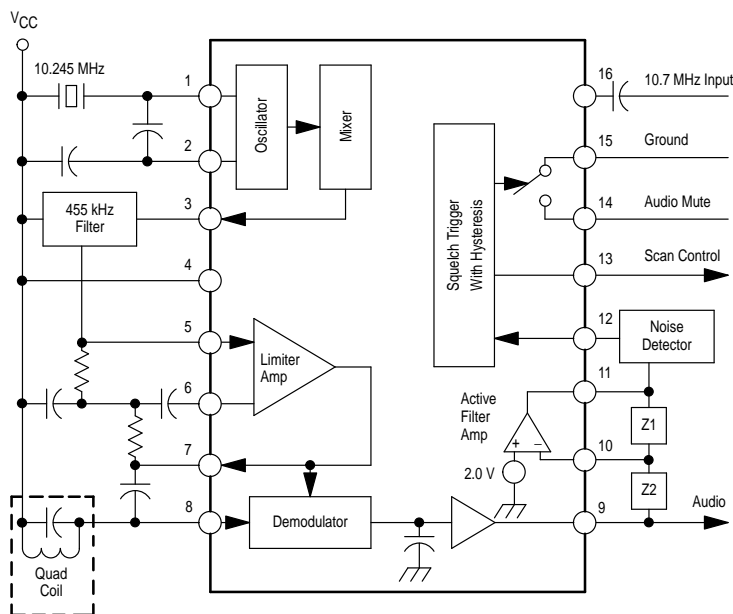 VCC
10.245 MHz
1
2
3
4
5
6
7
8
455 kHz
Filter
Quad
Coil
Oscillator
Mixer
Limiter
Amp
Demodulator
Squelch Trigger
With Hysteresis
Active
Filter
Amp
+
–
2.0 V
16
10.7 MHz Input
15
Ground
14
Audio Mute
13
Scan Control
12
Noise
Detector
11
Z1
10
Z2
9
Audio